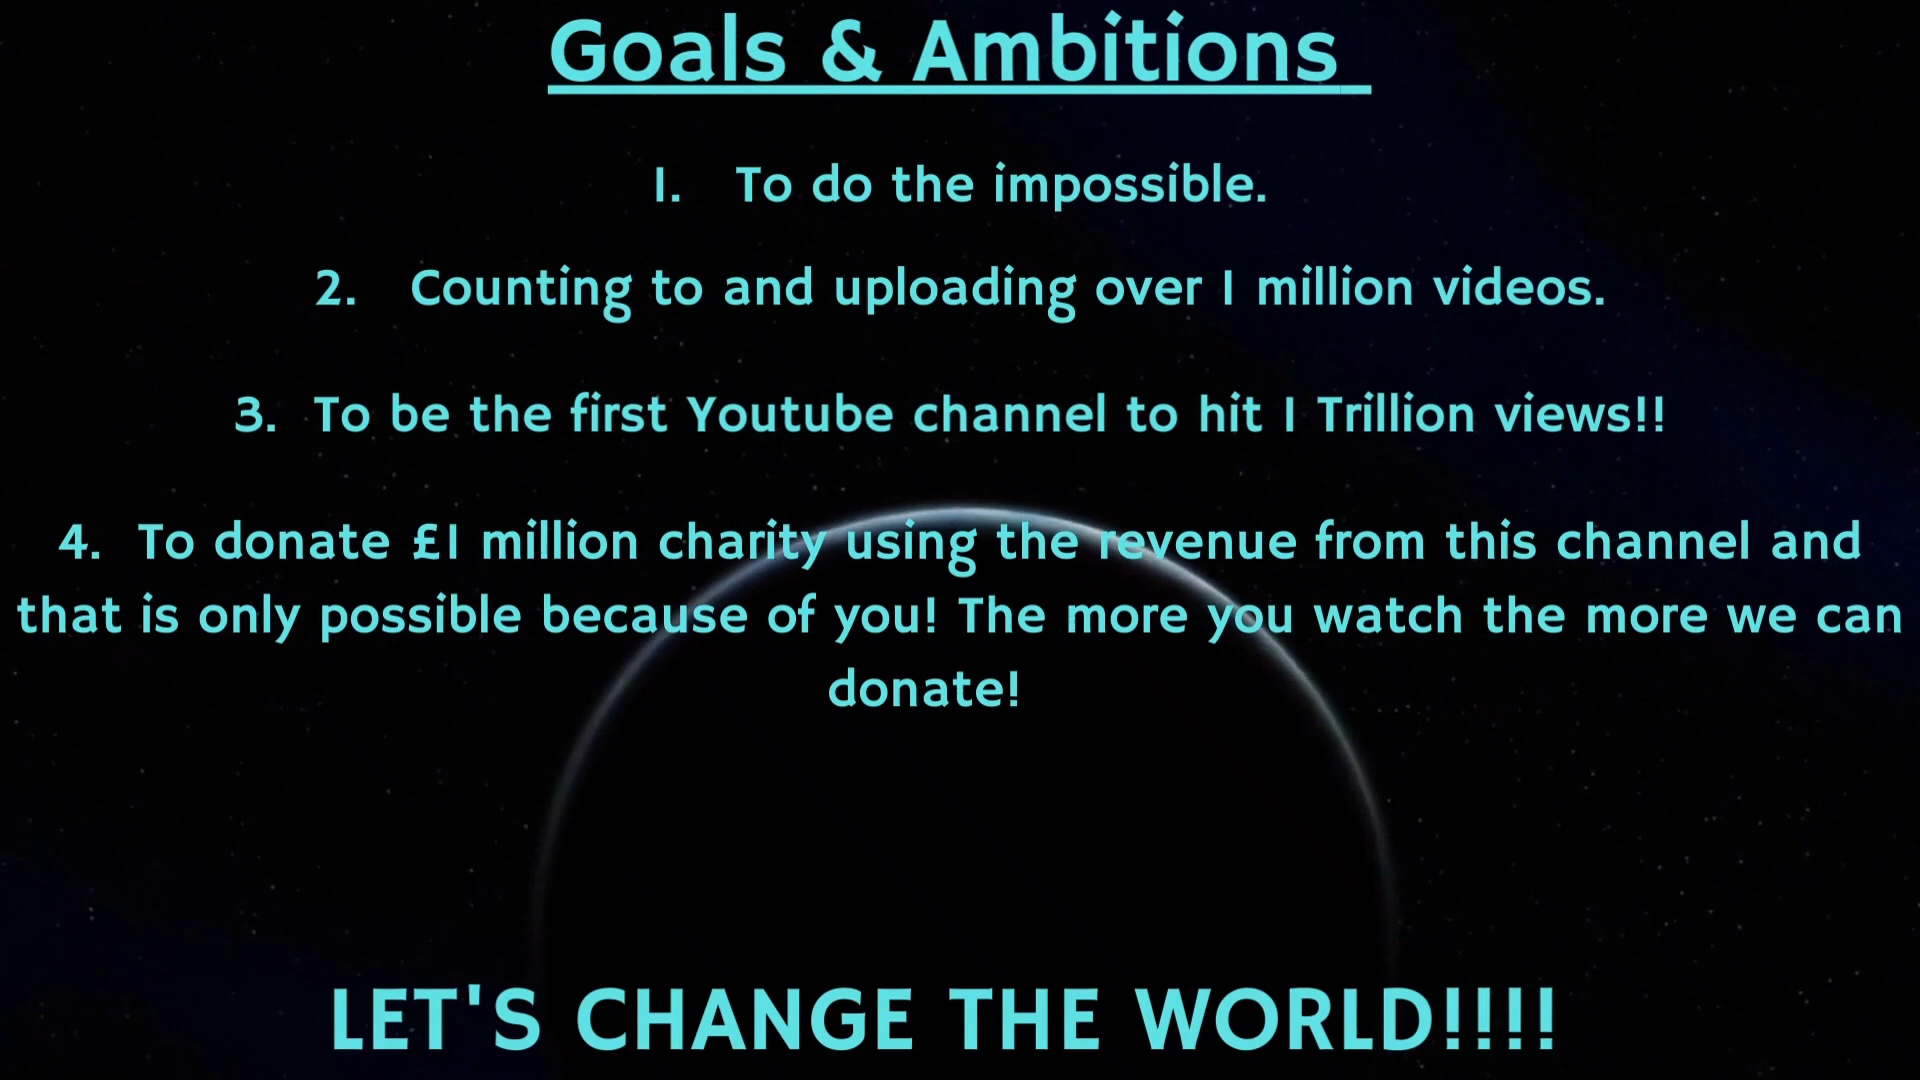 Goals & Ambitions
1. To do the impossible.
2. Counting to and uploading over 1 million videos.
3. To be the first Youtube channel to hit 1 Trillion views!!
4. To donate £1 million charity using the revenue from this channel and
that is only possible because of you! The more you watch the more we can
donate!
LET'S CHANGE THE WORLD!!!!